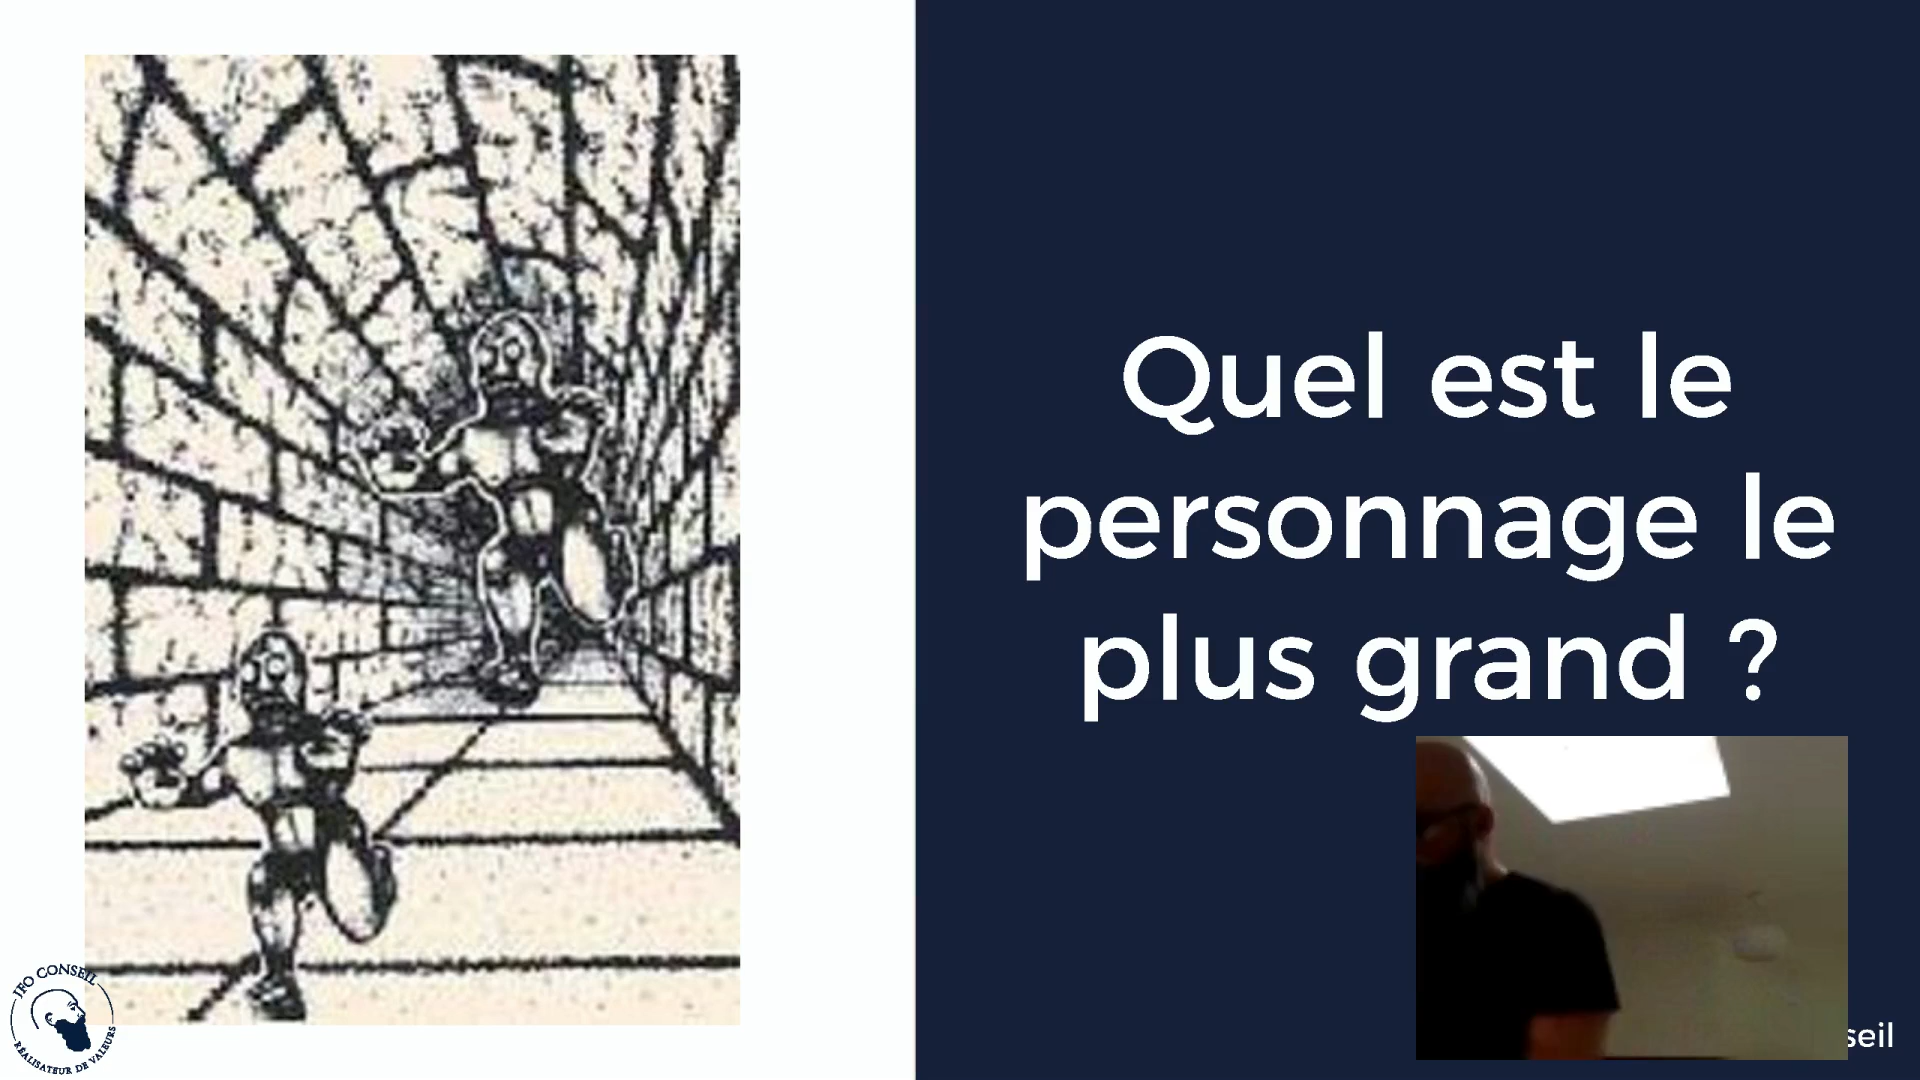 Quel est le
personnage le
plus grand ?
JFO CONSEIL
RÉALISATEUR DE VALEURS
seil